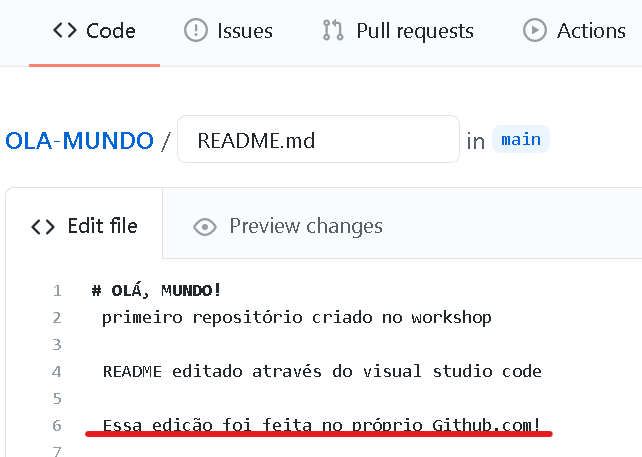 Code Issues Pull requests Actions
OLA-MUNDO / README.md in main
Edit file Preview changes
1 # OLÁ, MUNDO!
2 primeiro repositório criado no workshop
3
4 README editado através do visual studio code
5
6 Essa edição foi feita no próprio Github.com!
7